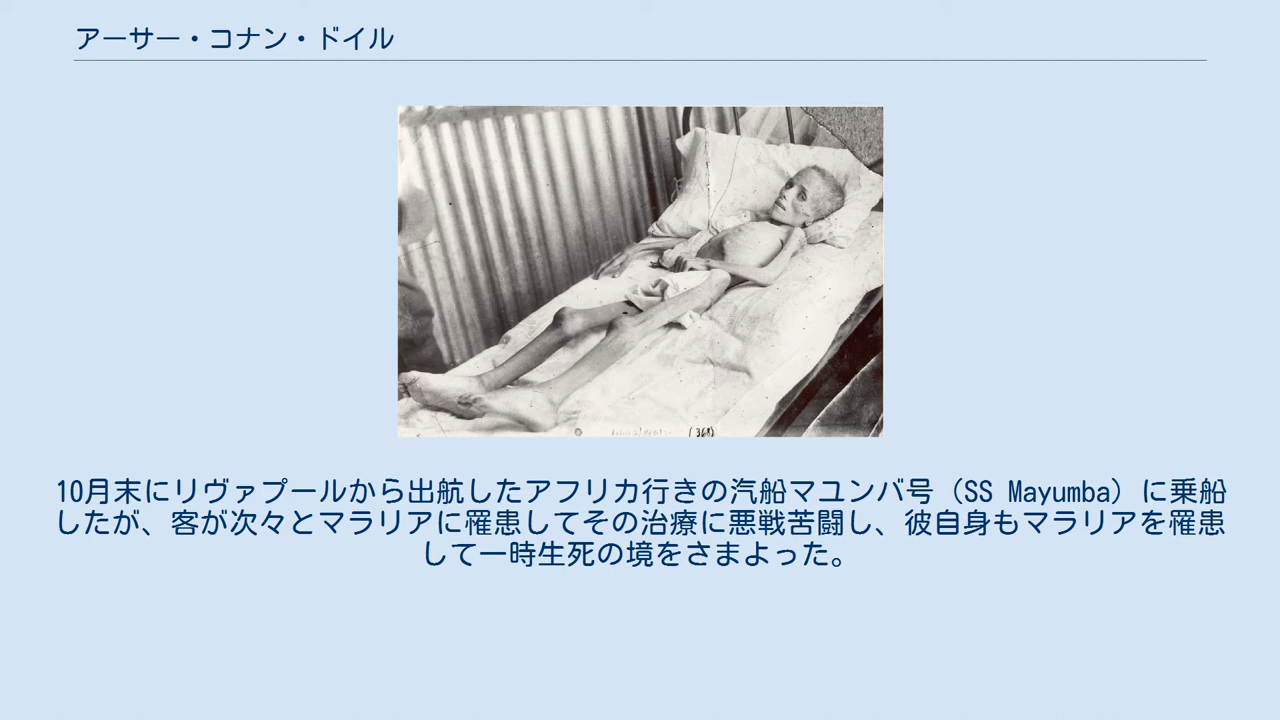 アーサー・コナン・ドイル
(368)
10月末にリヴァプールから出航したアフリカ行きの汽船マユンバ号（SS Mayumba）に乗船
したが、客が次々とマラリアに罹患してその治療に悪戦苦闘し、彼自身もマラリアを罹患
して一時生死の境をさまよった。